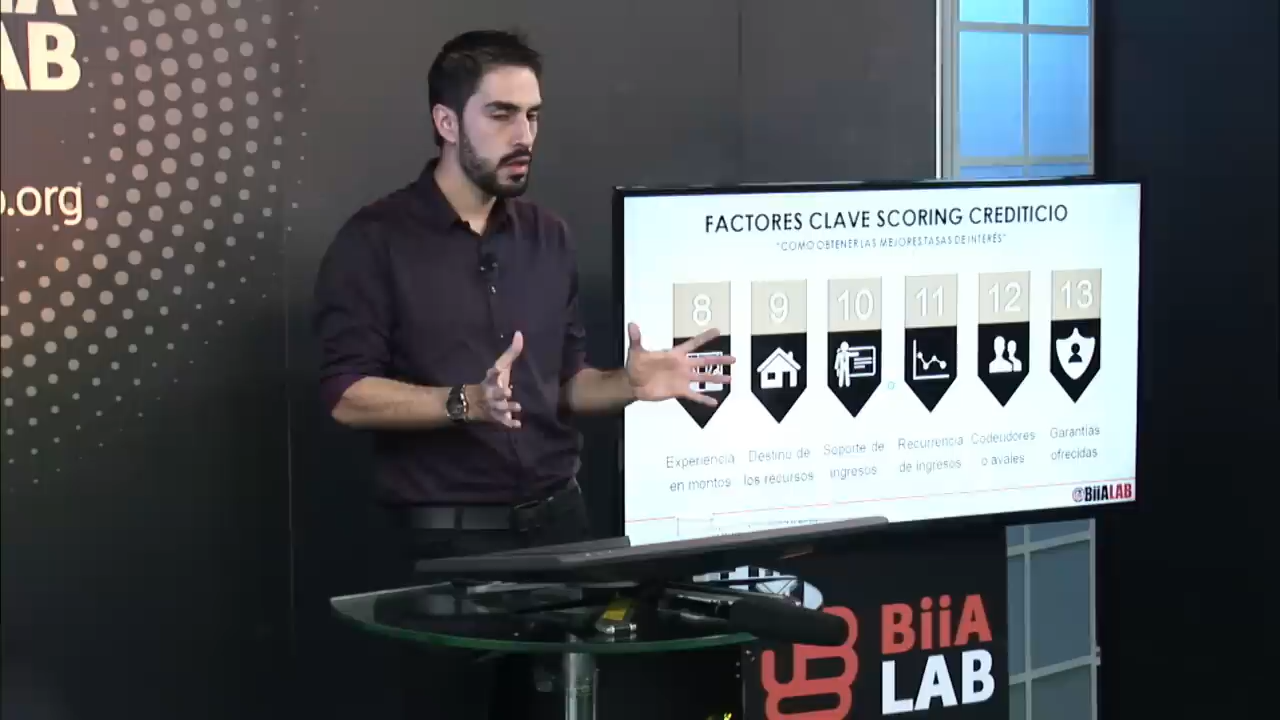 AB
o.org
FACTORES CLAVE SCORING CREDITICIO
"COMO OBTENER LAS MEJORES TASAS DE INTERÉS"
8 9 10 11 12 13
Experiencia en montos
Destino de los recursos
Soporte de ingresos
Recurrencia de ingresos
Codeudores o avales
Garantías ofrecidas
@BiiALAB
BiiA
LAB